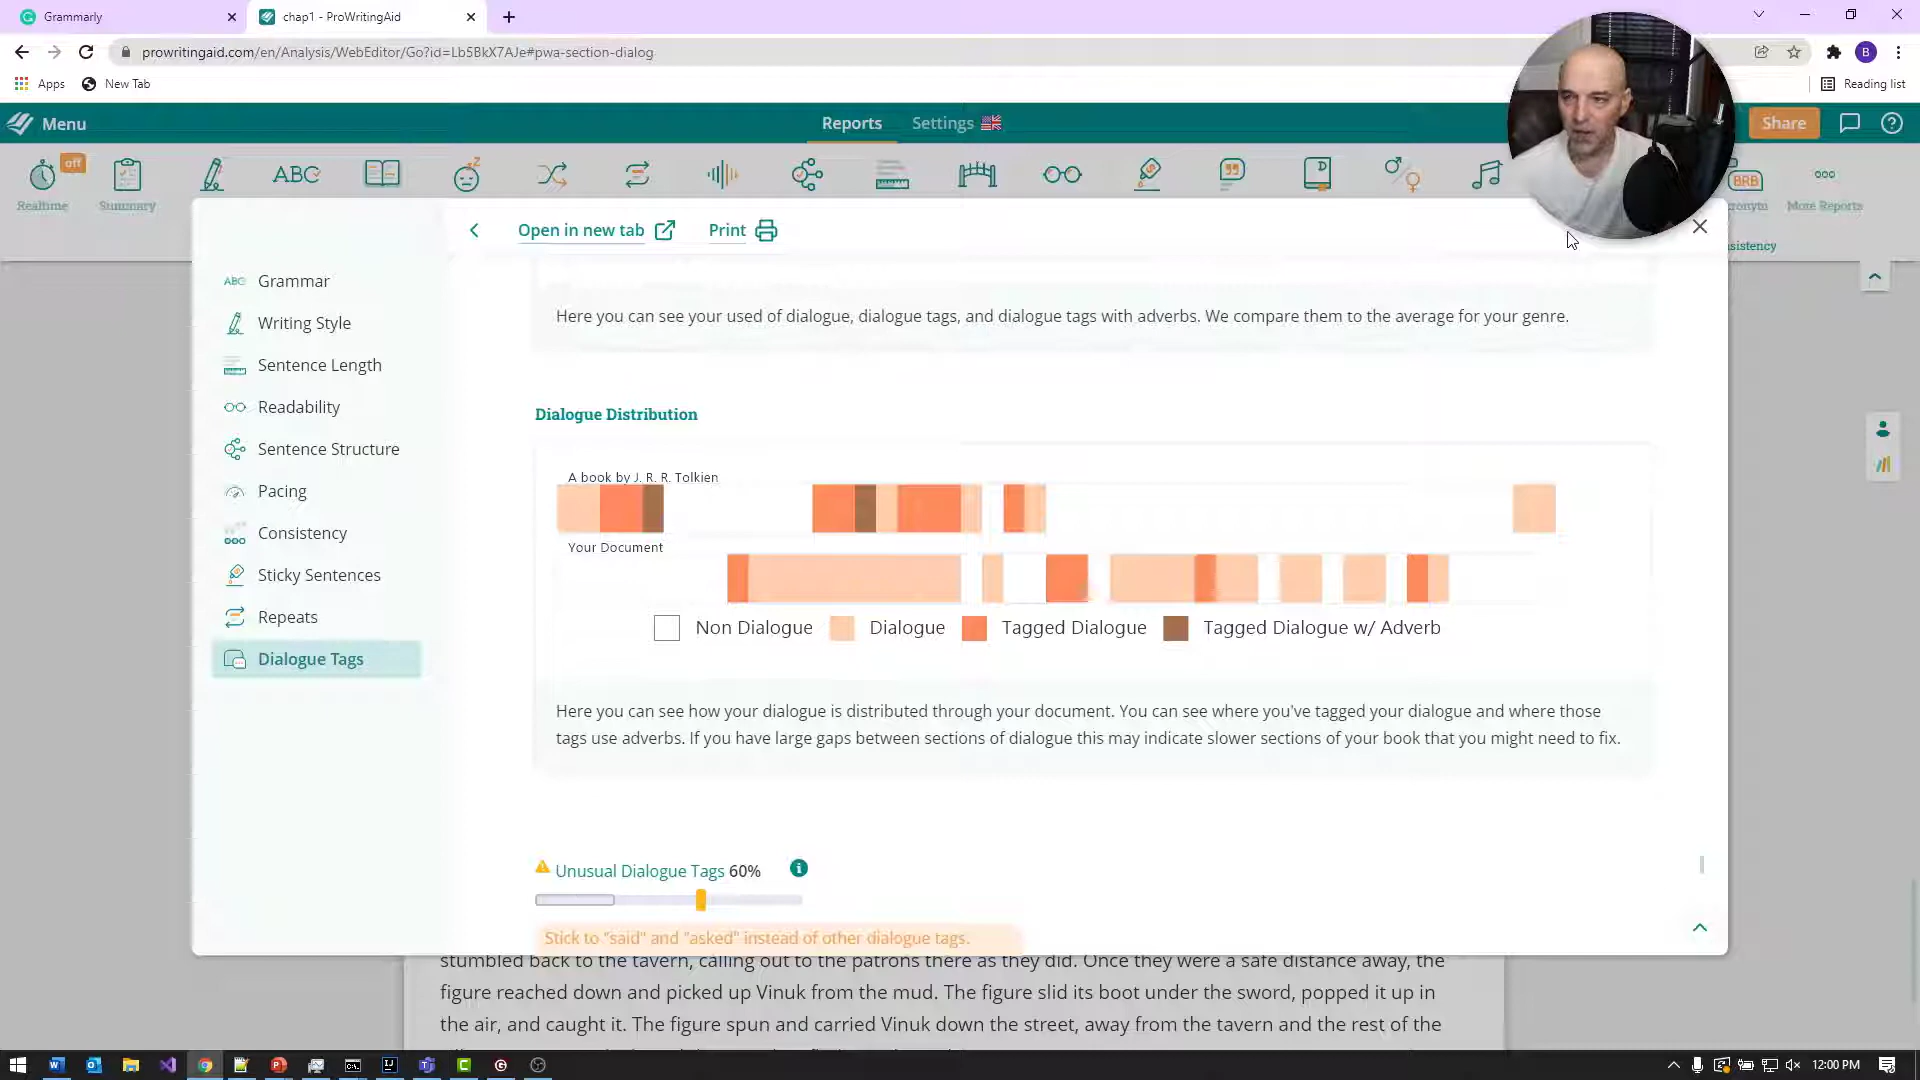 Grammarly
chap1 - ProWritingAid
prowritingaid.com/en/Analysis/WebEditor/Go?id=Lb5BkX7AJe#pwa-section-dialog
B
Apps
New Tab
Reading list
Menu
Reports
Settings
Share
off
ABC
BRB
Realtime
Summary
More Reports
Open in new tab
Print
ABC Grammar
Writing Style
Sentence Length
Readability
Sentence Structure
Pacing
Consistency
Sticky Sentences
Repeats
Dialogue Tags
Here you can see your used of dialogue, dialogue tags, and dialogue tags with adverbs. We compare them to the average for your genre.
Dialogue Distribution
A book by J. R. R. Tolkien
Your Document
Non Dialogue
Dialogue
Tagged Dialogue
Tagged Dialogue w/ Adverb
Here you can see how your dialogue is distributed through your document. You can see where you've tagged your dialogue and where those
tags use adverbs. If you have large gaps between sections of dialogue this may indicate slower sections of your book that you might need to fix.
Unusual Dialogue Tags 60%
Stick to "said" and "asked" instead of other dialogue tags.
stumbled back to the tavern, calling out to the patrons there as they did. Once they were a safe distance away, the
figure reached down and picked up Vinuk from the mud. The figure slid its boot under the sword, popped it up in
the air, and caught it. The figure spun and carried Vinuk down the street, away from the tavern and the rest of the
12:00 PM